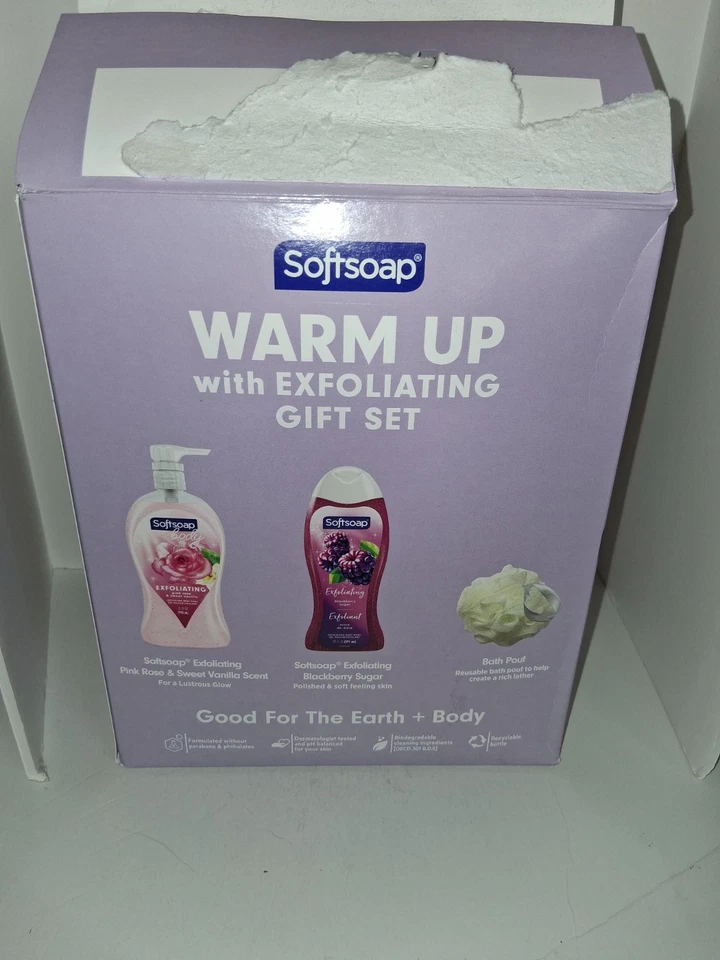 Softsoap®
WARM UP
with EXFOLIATING
GIFT SET
Softsoap
body
EXFOLIATING
Softsoap
Exfoliating
Exfoliant
Softsoap® Exfoliating
Pink Rose & Sweet Vanilla Scent
For a Lustrous Glow
Softsoap® Exfoliating
Blackberry Sugar
Polished & soft feeling skin
Bath Pouf
Reusable bath pouf to help
create a rich lather
Good For The Earth + Body
Formulated without
parabens & phthalates
Dermatologist tested
and pH balanced
for your skin
Biodegradable
cleaning ingredients
Recyclable
bottle